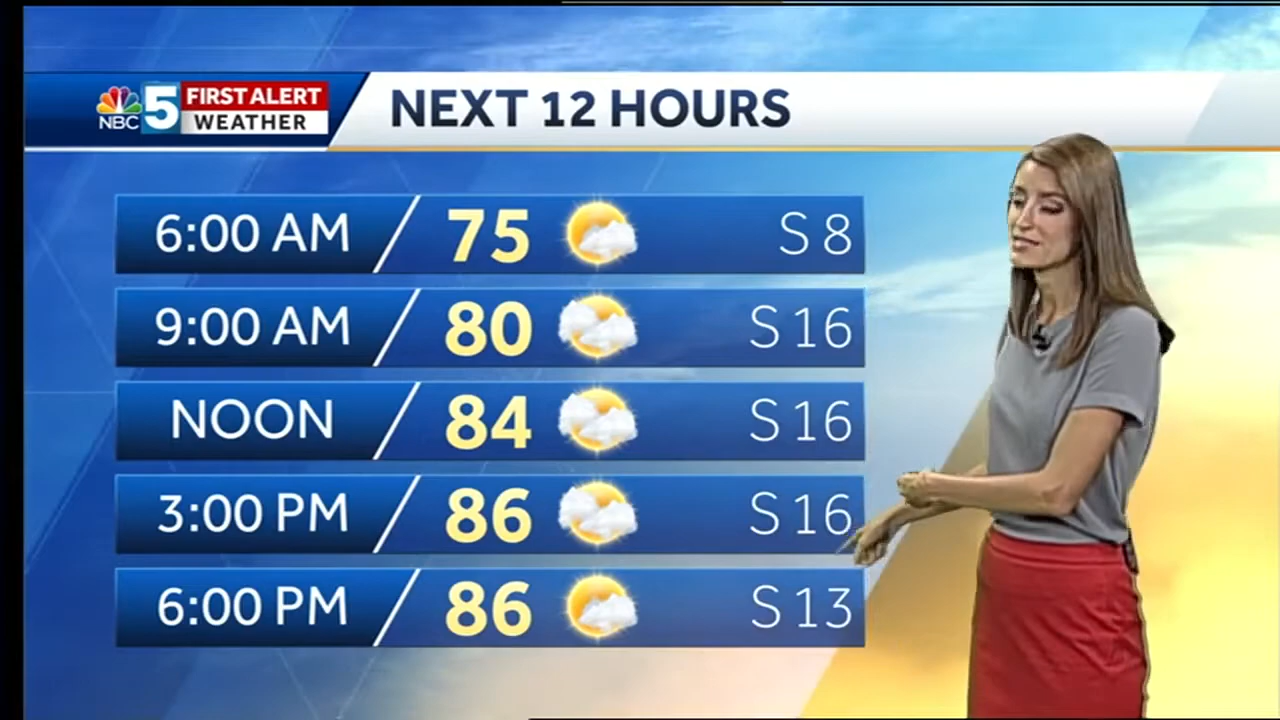 NBC 5 FIRST ALERT WEATHER
NEXT 12 HOURS
6:00 AM 75 S 8
9:00 AM 80 S 16
NOON 84 S 16
3:00 PM 86 S 16
6:00 PM 86 S 13